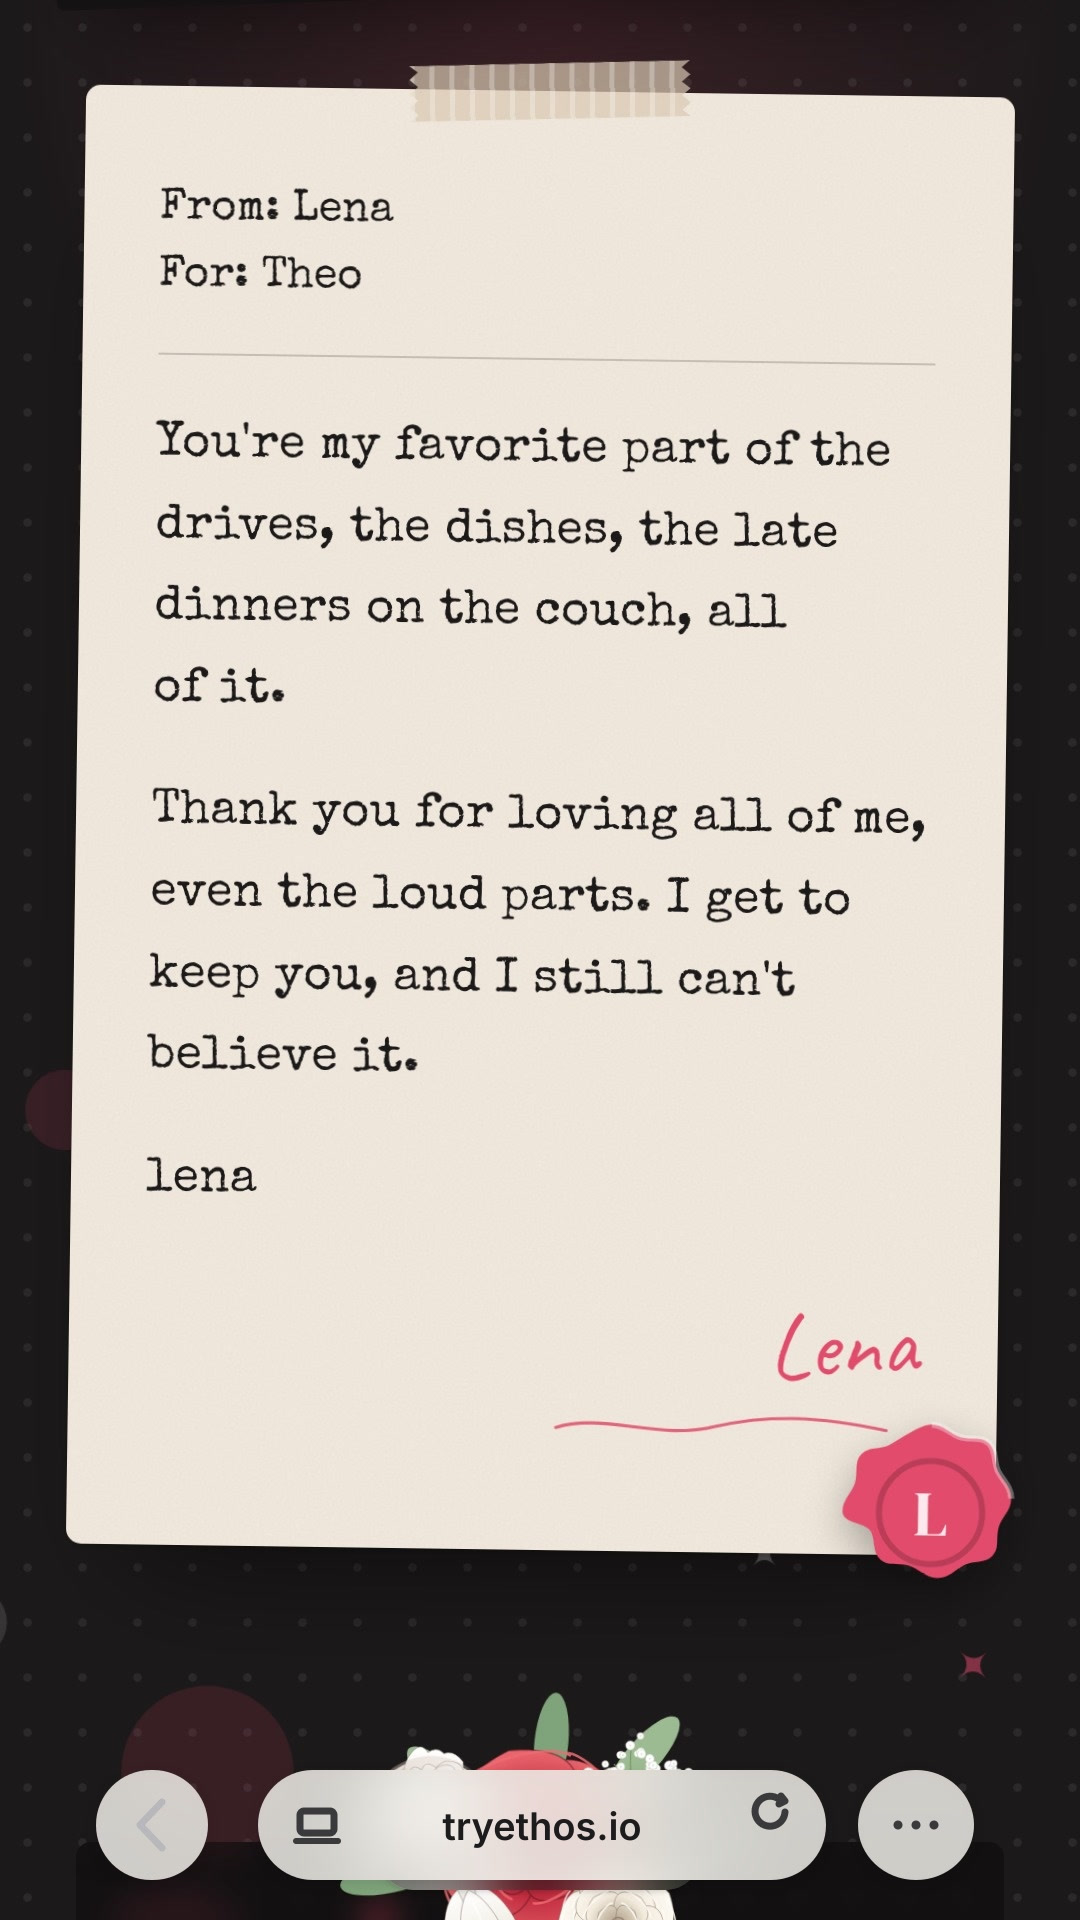 From: Lena
For: Theo
You're my favorite part of the
drives, the dishes, the late
dinners on the couch, all
of it.
Thank you for loving all of me,
even the loud parts. I get to
keep you, and I still can't
believe it.
lena
Lena
L
tryethos.io